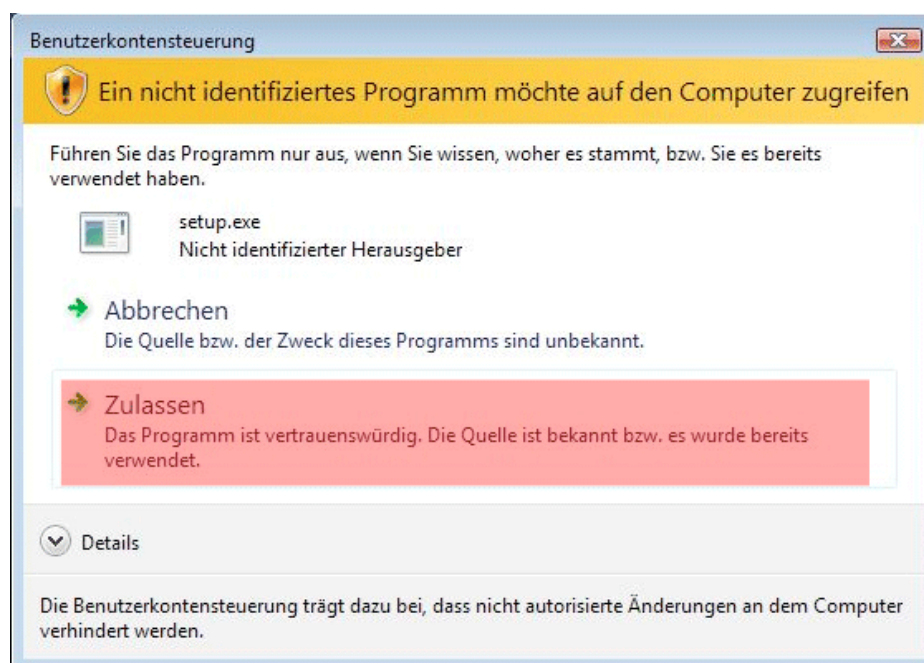 Benutzerkontensteuerung
Ein nicht identifiziertes Programm möchte auf den Computer zugreifen
Führen Sie das Programm nur aus, wenn Sie wissen, woher es stammt, bzw. Sie es bereits
verwendet haben.
setup.exe
Nicht identifizierter Herausgeber
Abbrechen
Die Quelle bzw. der Zweck dieses Programms sind unbekannt.
Zulassen
Das Programm ist vertrauenswürdig. Die Quelle ist bekannt bzw. es wurde bereits
verwendet.
Details
Die Benutzerkontensteuerung trägt dazu bei, dass nicht autorisierte Änderungen an dem Computer
verhindert werden.